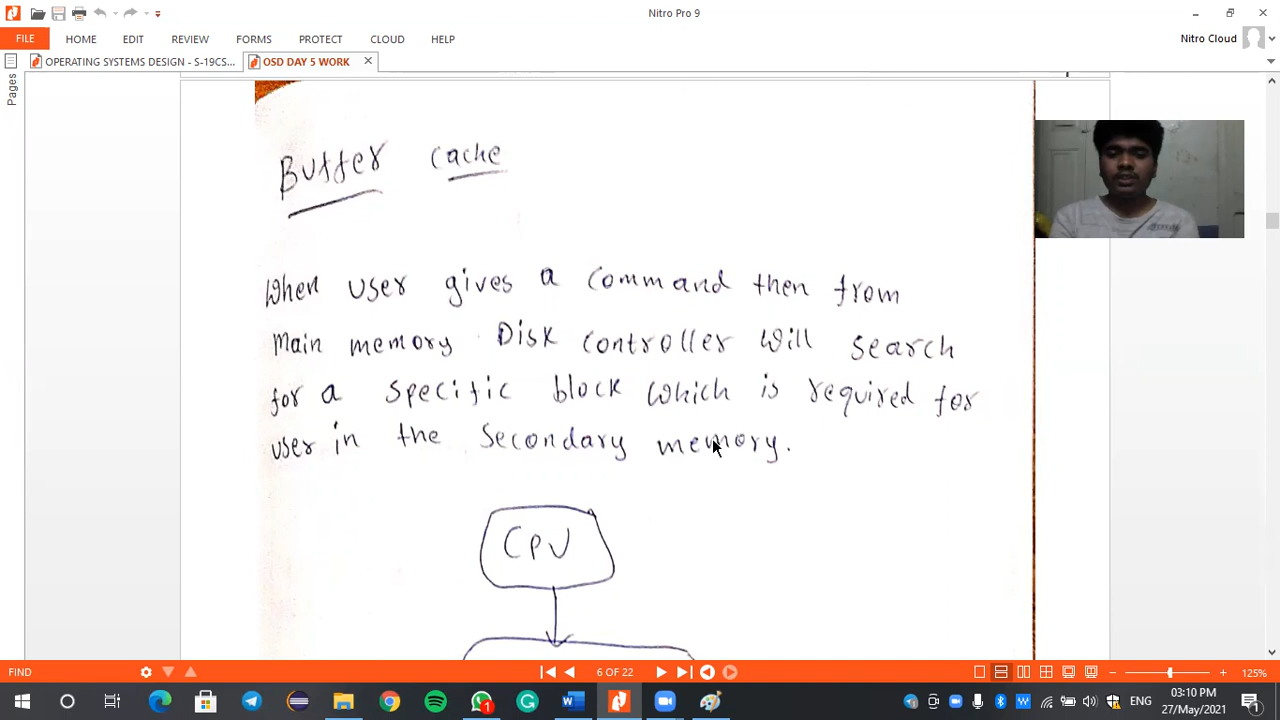 Nitro Pro 9
FILE HOME EDIT REVIEW FORMS PROTECT CLOUD HELP
Nitro Cloud
OPERATING SYSTEMS DESIGN - S-19CS...
OSD DAY 5 WORK
Pages
Buffer cache
When user gives a command then from
Main memory. Disk controller will search
for a specific block which is required for
user in the secondary memory.
CPU
FIND
6 OF 22
125%
W
1
W
ENG
03:10 PM
27/May/2021
1